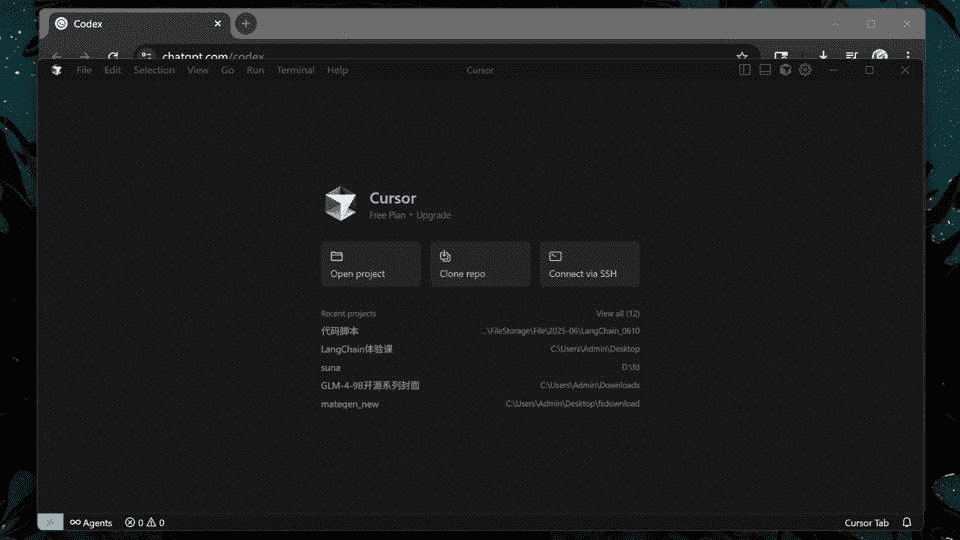 Codex
chatgpt.com/codex
File Edit Selection View Go Run Terminal Help
Cursor
Cursor
Free Plan • Upgrade
Open project
Clone repo
Connect via SSH
Recent projects
View all (12)
代码脚本
...\FileStorage\File\2025-06\LangChain_0610
LangChain体验课
C:\Users\Admin\Desktop
suna
D:\fd
GLM-4-9B开源系列封面
C:\Users\Admin\Downloads
mateqen_new
C:\Users\Admin\Desktop\fsdownload
Agents
0
0
Cursor Tab